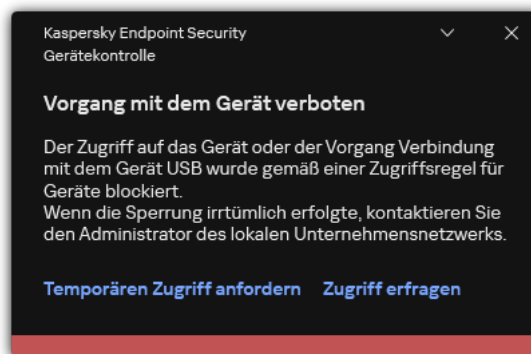 Kaspersky Endpoint Security
Gerätekontrolle
Vorgang mit dem Gerät verboten
Der Zugriff auf das Gerät oder der Vorgang Verbindung
mit dem Gerät USB wurde gemäß einer Zugriffsregel für
Geräte blockiert.
Wenn die Sperrung irrtümlich erfolgte, kontaktieren Sie
den Administrator des lokalen Unternehmensnetzwerks.
Temporären Zugriff anfordern Zugriff erfragen